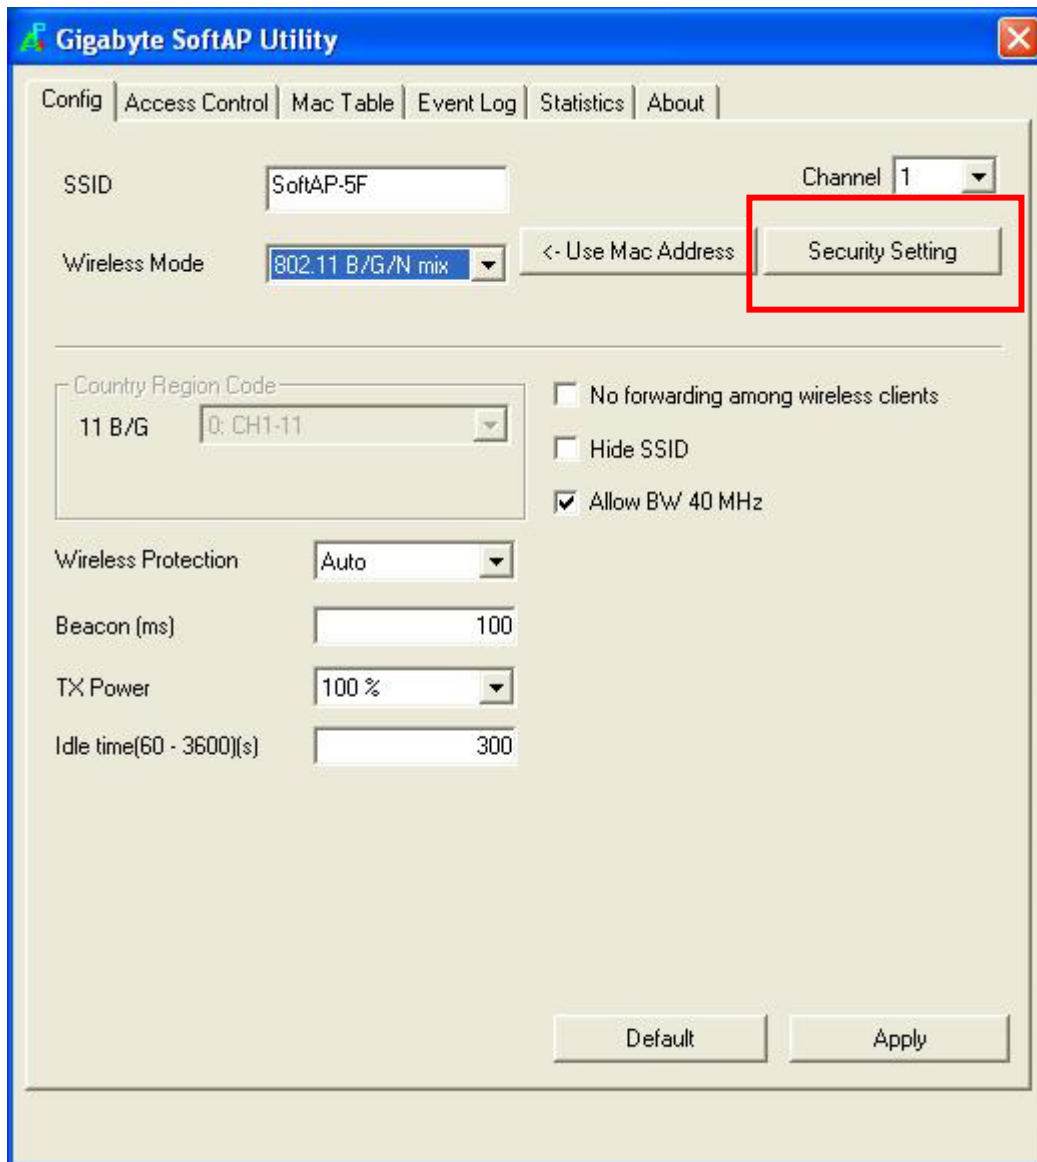 Gigabyte SoftAP Utility
Config Access Control Mac Table Event Log Statistics About
SSID SoftAP-5F Channel 1
Wireless Mode 802.11 B/G/N mix <- Use Mac Address Security Setting
Country Region Code
11 B/G 0: CH1-11
No forwarding among wireless clients
Hide SSID
Allow BW 40 MHz
Wireless Protection Auto
Beacon (ms) 100
TX Power 100 %
Idle time(60 - 3600)(s) 300
Default Apply